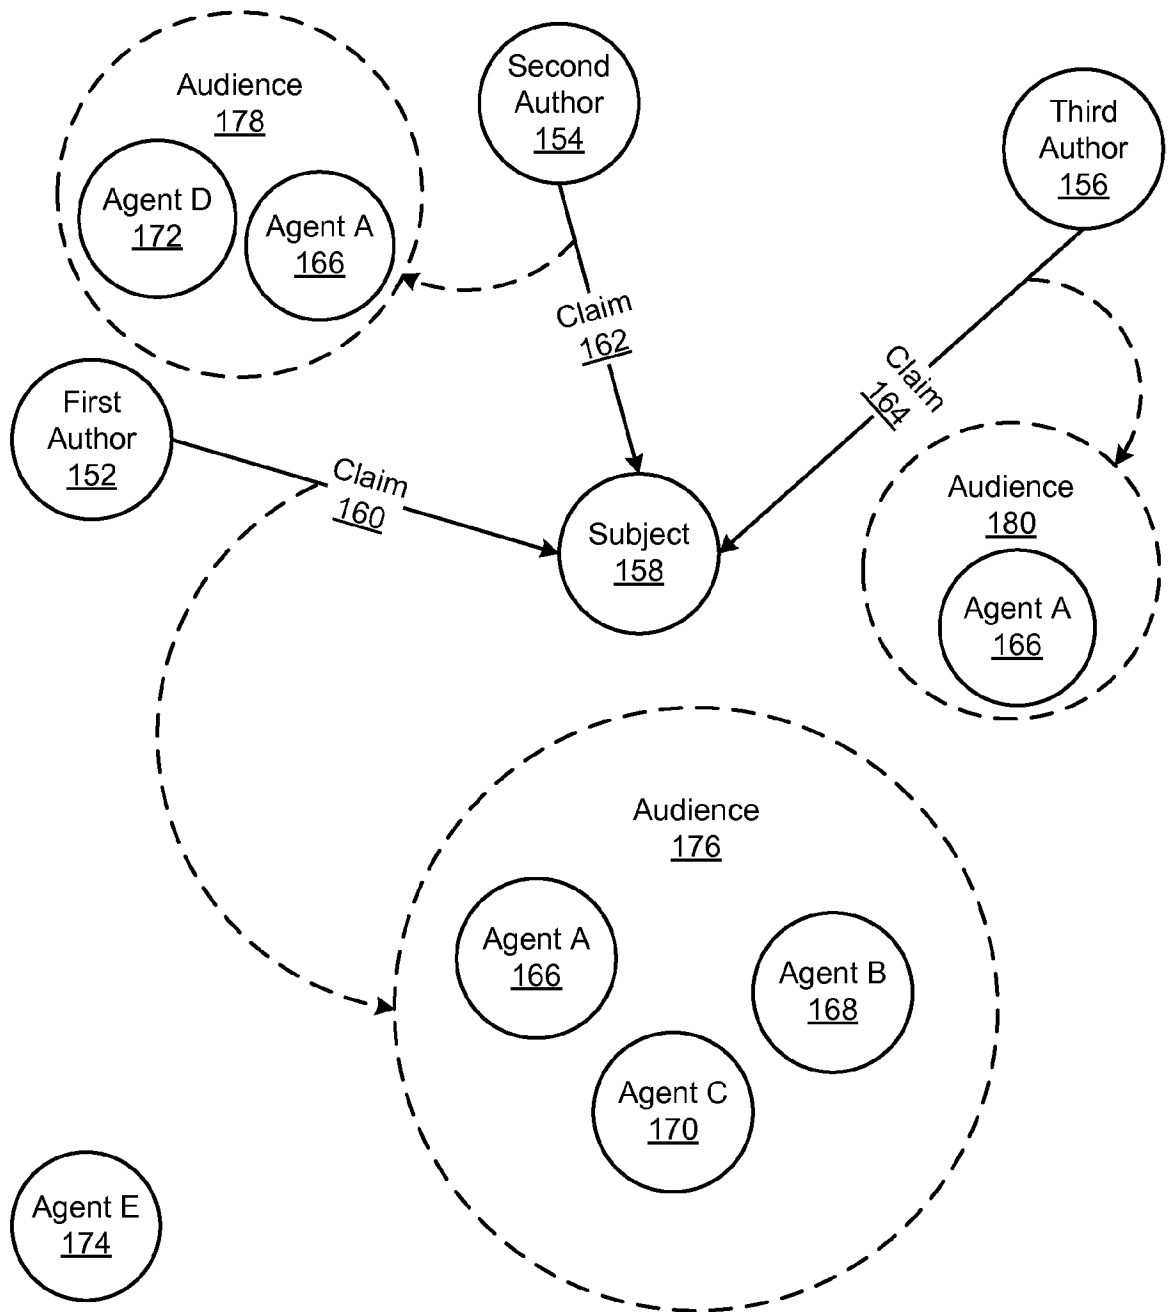 Audience
178
Agent D
172
Agent A
166
Second
Author
154
Third
Author
156
Claim
162
Claim
164
First
Author
152
Claim
160
Subject
158
Audience
180
Agent A
166
Audience
176
Agent A
166
Agent B
168
Agent C
170
Agent E
174